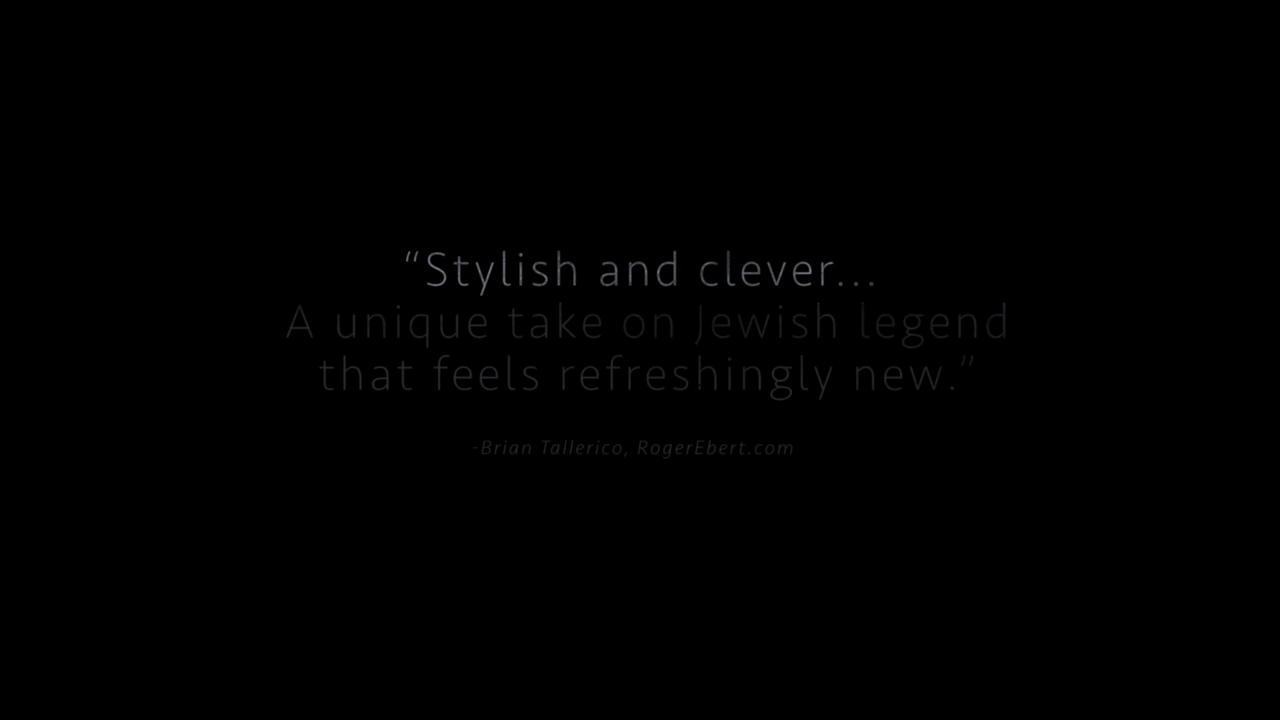 “Stylish and clever...
A unique take on Jewish legend
that feels refreshingly new.”
-Brian Tallerico, RogerEbert.com